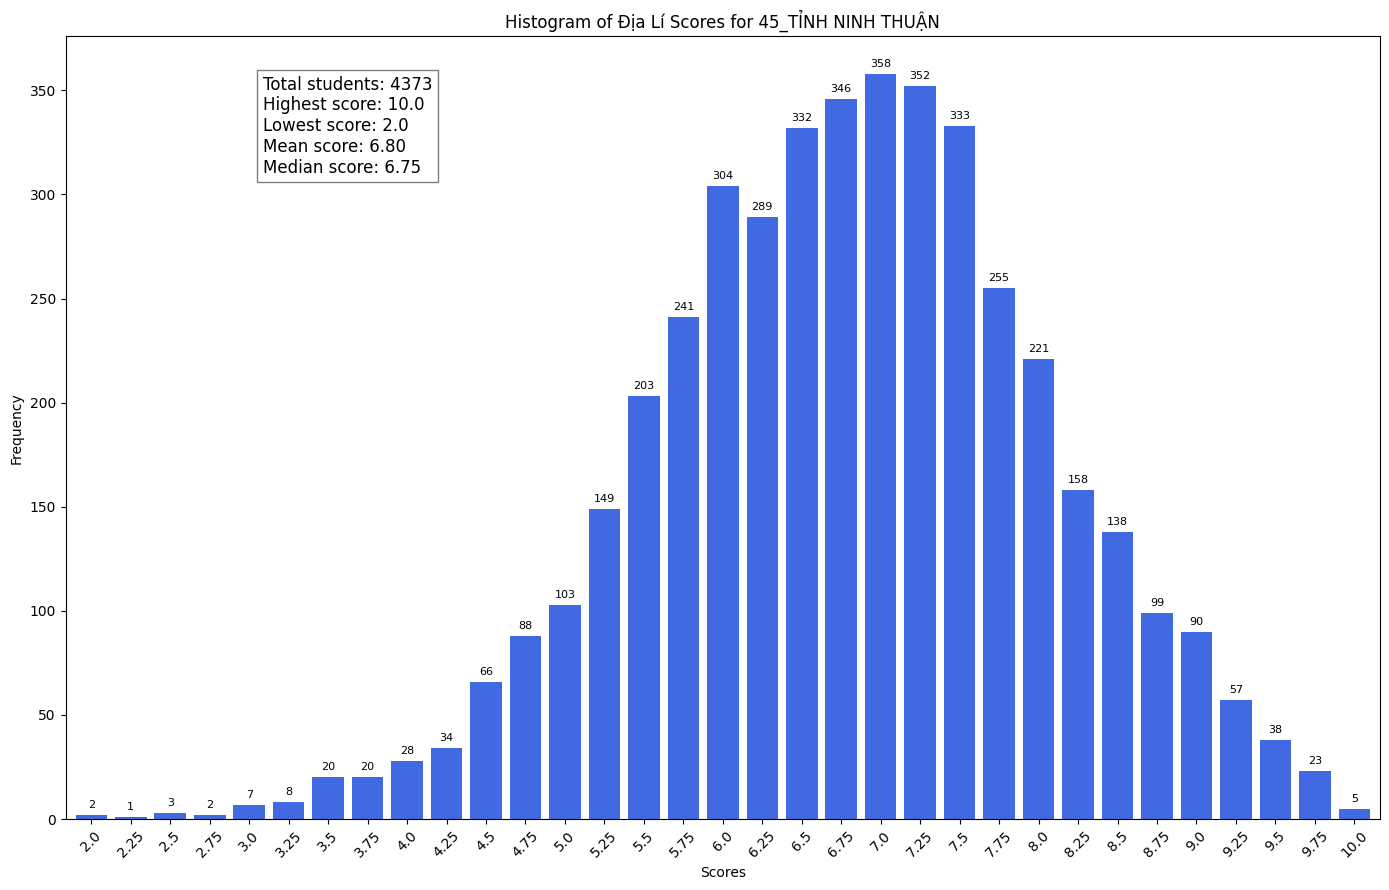 Histogram of Địa Lí Scores for 45_TỈNH NINH THUẬN
Total students: 4373
Highest score: 10.0
Lowest score: 2.0
Mean score: 6.80
Median score: 6.75
Frequency
350
300
250
200
150
100
50
0
2 1 3 2 7 8 20 20 28 34 66 88 103 149 203 241 304 289 332 346 358 352 333 255 221 158 138 99 90 57 38 23 5
2.0 2.25 2.5 2.75 3.0 3.25 3.5 3.75 4.0 4.25 4.5 4.75 5.0 5.25 5.5 5.75 6.0 6.25 6.5 6.75 7.0 7.25 7.5 7.75 8.0 8.25 8.5 8.75 9.0 9.25 9.5 9.75 10.0
Scores